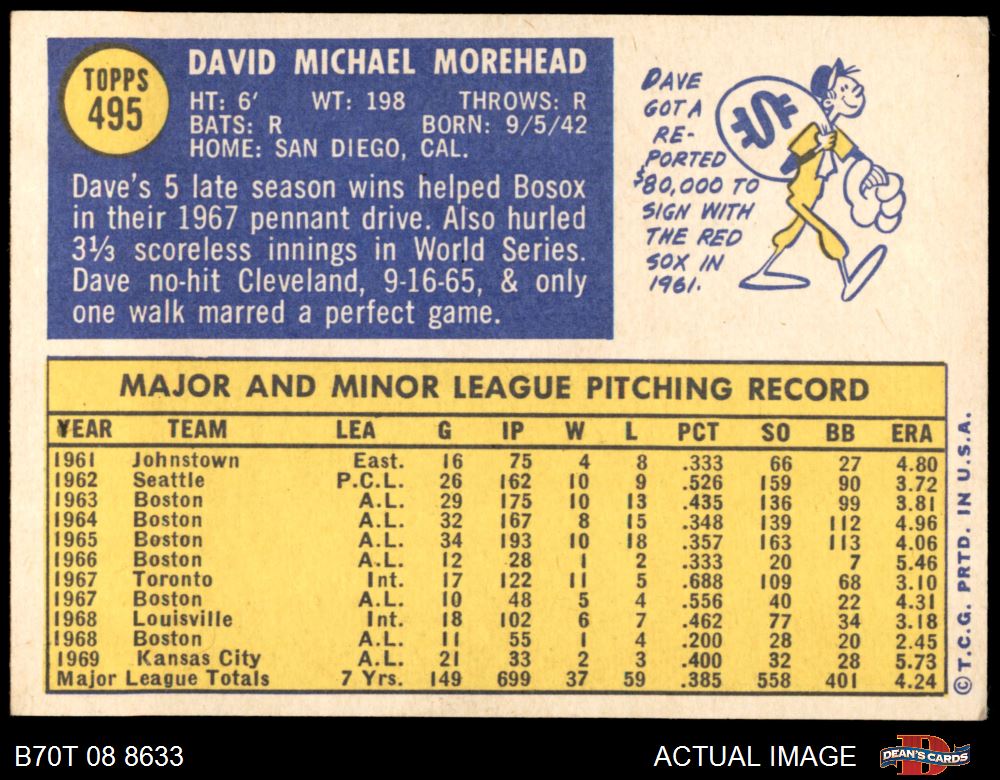 TOPPS
495
DAVID MICHAEL MOREHEAD
HT: 6' WT: 198 THROWS: R
BATS: R BORN: 9/5/42
HOME: SAN DIEGO, CAL.
Dave's 5 late season wins helped Bosox
in their 1967 pennant drive. Also hurled
3⅓ scoreless innings in World Series.
Dave no-hit Cleveland, 9-16-65, & only
one walk marred a perfect game.
DAVE
GOT A
RE-
PORTED
$80,000 TO
SIGN WITH
THE RED
SOX IN
1961.
$
MAJOR AND MINOR LEAGUE PITCHING RECORD
YEAR TEAM LEA G IP W L PCT SO BB ERA
1961 Johnstown East. 16 75 4 8 .333 66 27 4.80
1962 Seattle P.C.L. 26 162 10 9 .526 159 90 3.72
1963 Boston A.L. 29 175 10 13 .435 136 99 3.81
1964 Boston A.L. 32 167 8 15 .348 139 112 4.96
1965 Boston A.L. 34 193 10 18 .357 163 113 4.06
1966 Boston A.L. 12 28 1 2 .333 20 7 5.46
1967 Toronto Int. 17 122 11 5 .688 109 68 3.10
1967 Boston A.L. 10 48 5 4 .556 40 22 4.31
1968 Louisville Int. 18 102 6 7 .462 77 34 3.18
1968 Boston A.L. 11 55 1 4 .200 28 20 2.45
1969 Kansas City A.L. 21 33 2 3 .400 32 28 5.73
Major League Totals 7 Yrs. 149 699 37 59 .385 558 401 4.24
©T.C.G. PRTD. IN U.S.A.
B70T 08 8633
ACTUAL IMAGE
D
DEAN'S CARDS